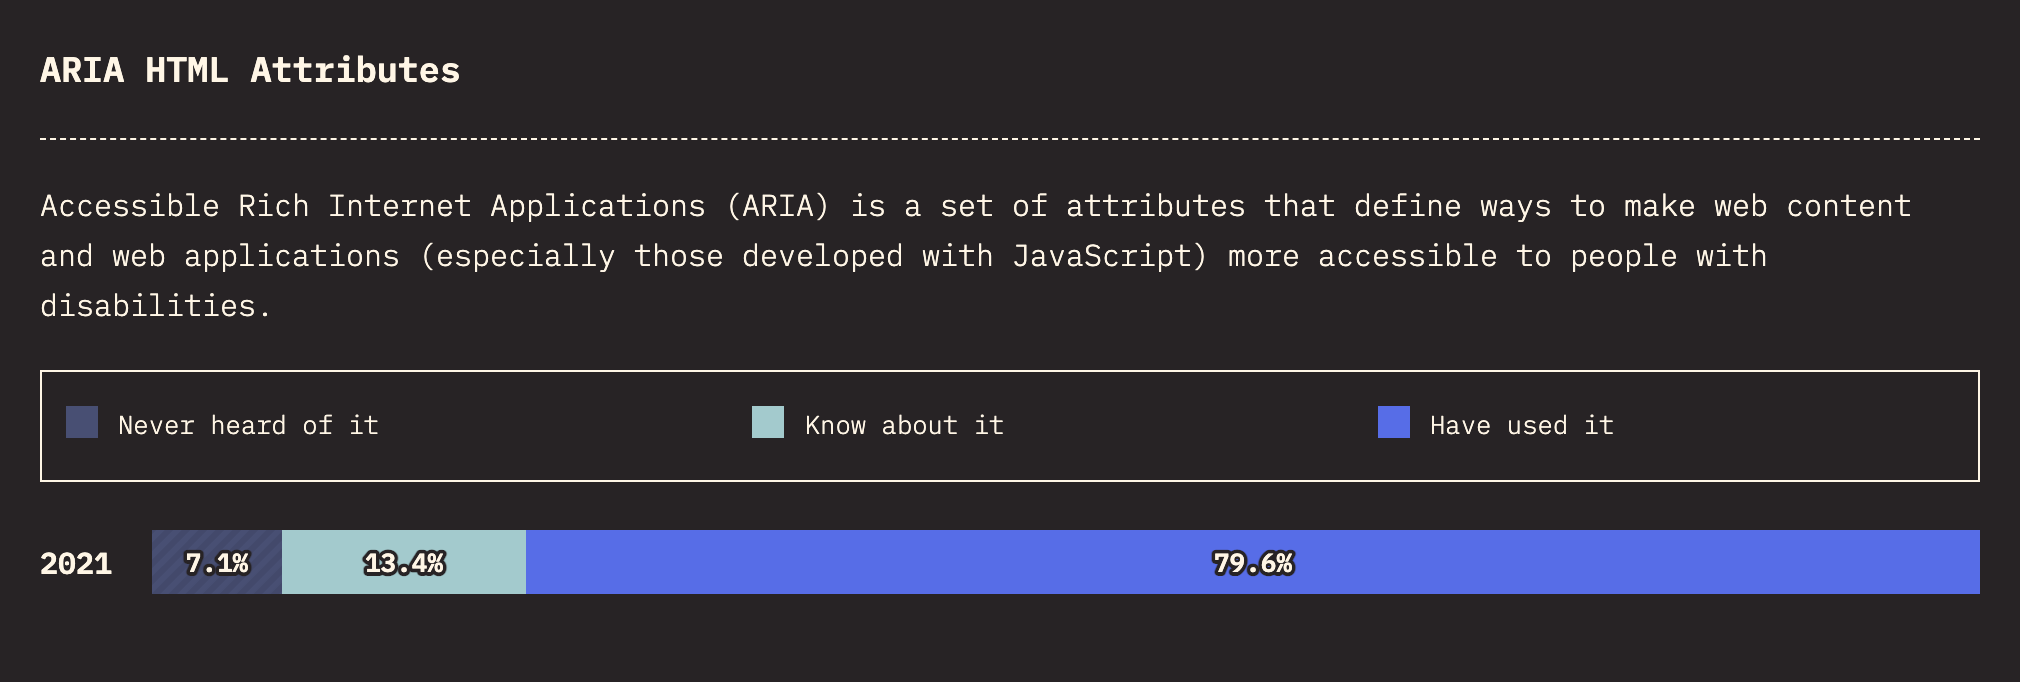 ARIA HTML Attributes
Accessible Rich Internet Applications (ARIA) is a set of attributes that define ways to make web content
and web applications (especially those developed with JavaScript) more accessible to people with
disabilities.
Never heard of it Know about it Have used it
2021 7.1% 13.4% 79.6%